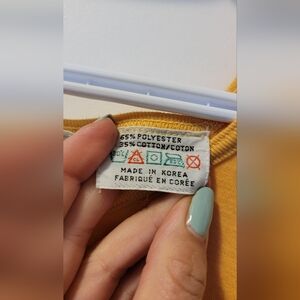 65% POLYESTER
35% COTTON/COTON
MADE IN KOREA
FABRIQUÉ EN CORÉE